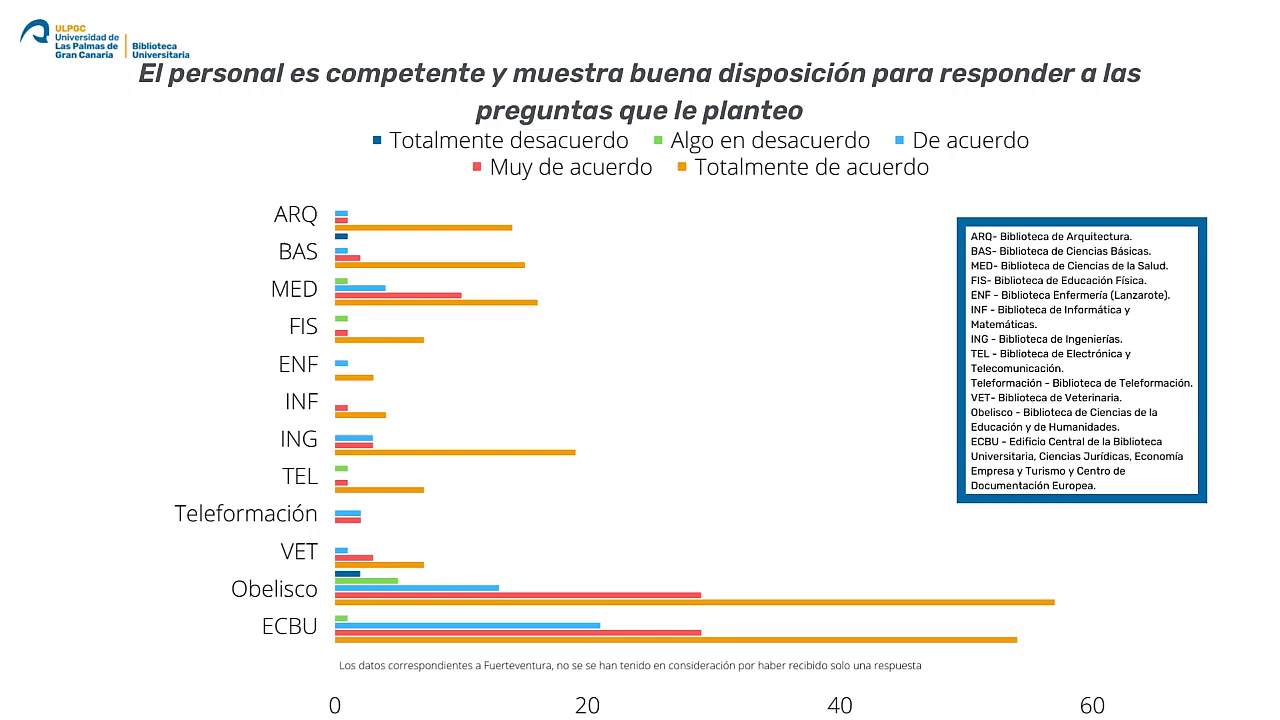 ULPGC
Universidad de
Las Palmas de
Gran Canaria
Biblioteca
Universitaria
El personal es competente y muestra buena disposición para responder a las
preguntas que le planteo
Totalmente desacuerdo Algo en desacuerdo De acuerdo
Muy de acuerdo Totalmente de acuerdo
ARQ
BAS
MED
FIS
ENF
INF
ING
TEL
Teleformación
VET
Obelisco
ECBU
ARQ- Biblioteca de Arquitectura.
BAS- Biblioteca de Ciencias Básicas.
MED- Biblioteca de Ciencias de la Salud.
FIS- Biblioteca de Educación Física.
ENF - Biblioteca Enfermería (Lanzarote).
INF - Biblioteca de Informática y
Matemáticas.
ING - Biblioteca de Ingenierías.
TEL - Biblioteca de Electrónica y
Telecomunicación.
Teleformación - Biblioteca de Teleformación.
VET- Biblioteca de Veterinaria.
Obelisco - Biblioteca de Ciencias de la
Educación y de Humanidades.
ECBU - Edificio Central de la Biblioteca
Universitaria, Ciencias Jurídicas, Economía
Empresa y Turismo y Centro de
Documentación Europea.
Los datos correspondientes a Fuerteventura, no se se han tenido en consideración por haber recibido solo una respuesta
0 20 40 60